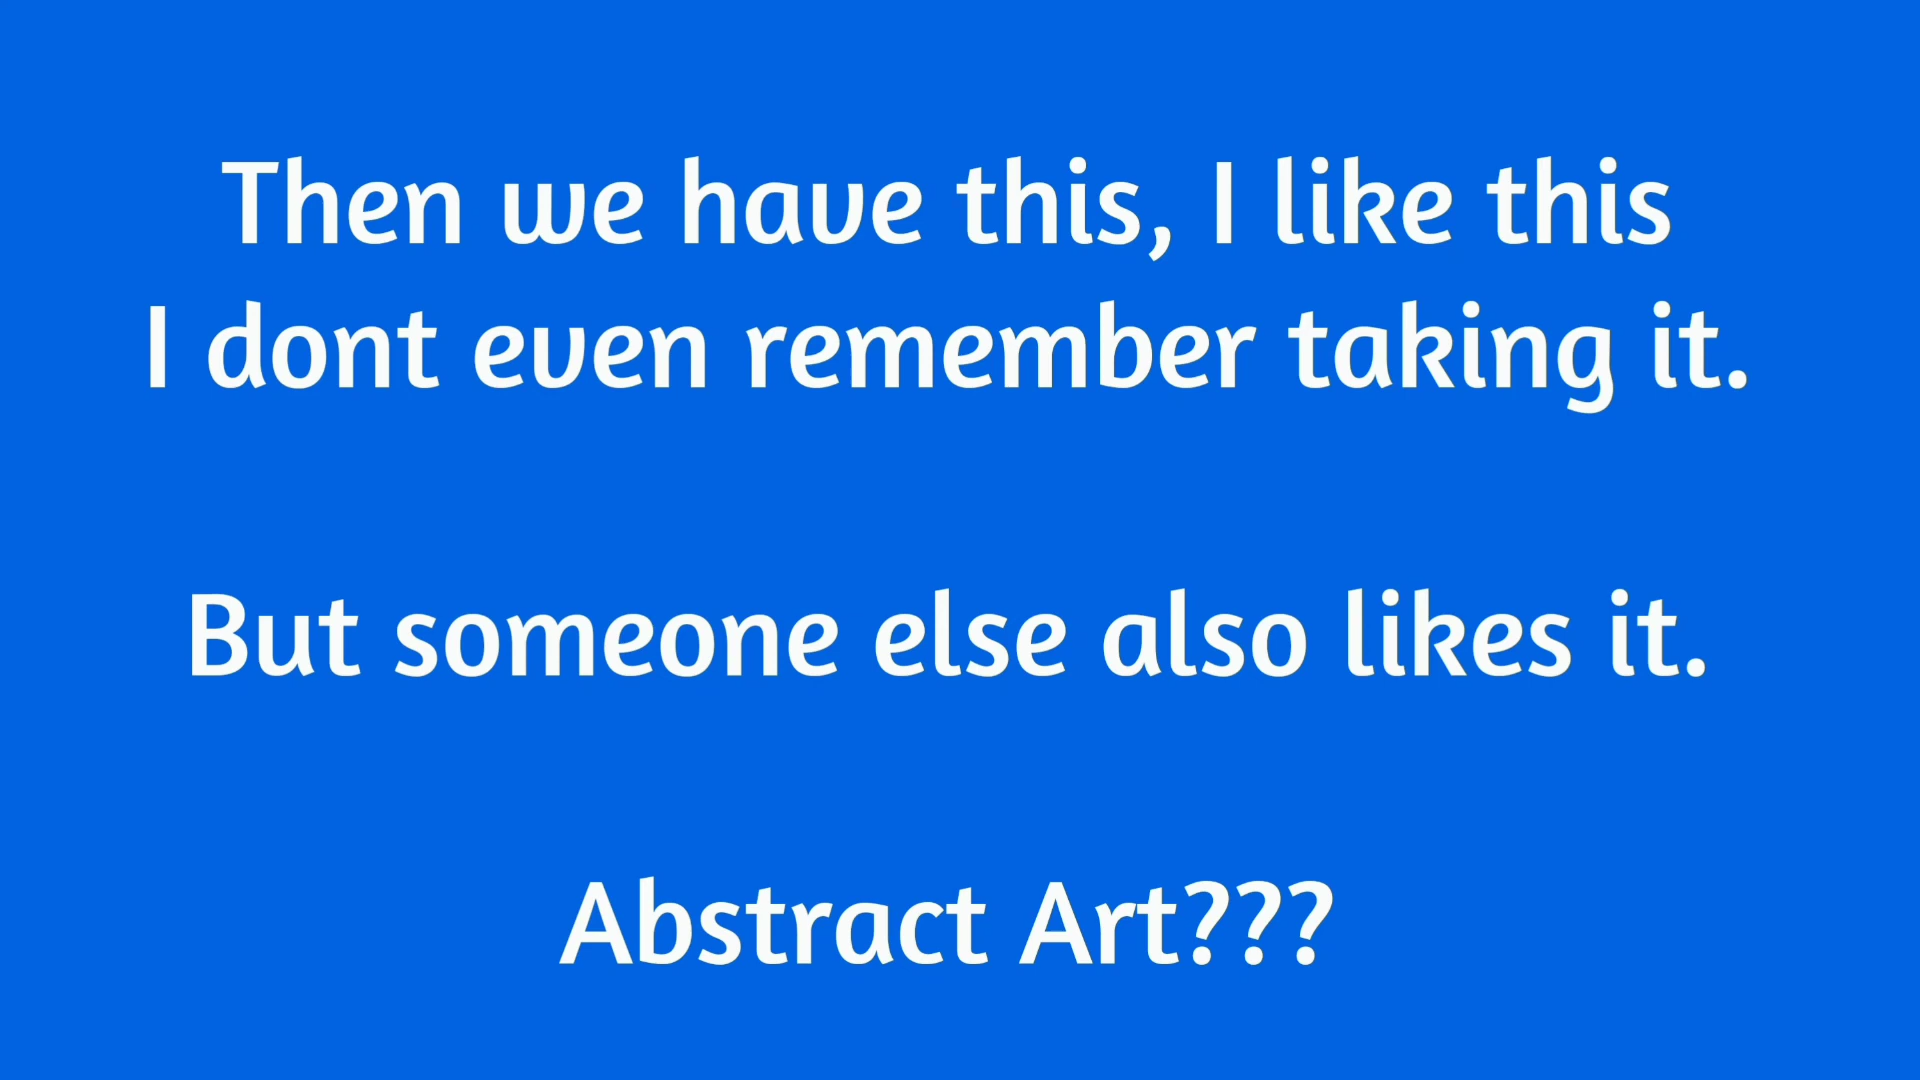 Then we have this, I like this
I dont even remember taking it.
But someone else also likes it.
Abstract Art???